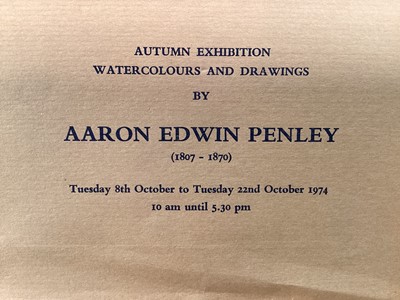 AUTUMN EXHIBITION
WATERCOLOURS AND DRAWINGS
BY
AARON EDWIN PENLEY
(1807 - 1870)
Tuesday 8th October to Tuesday 22nd October 1974
10 am until 5.30 pm